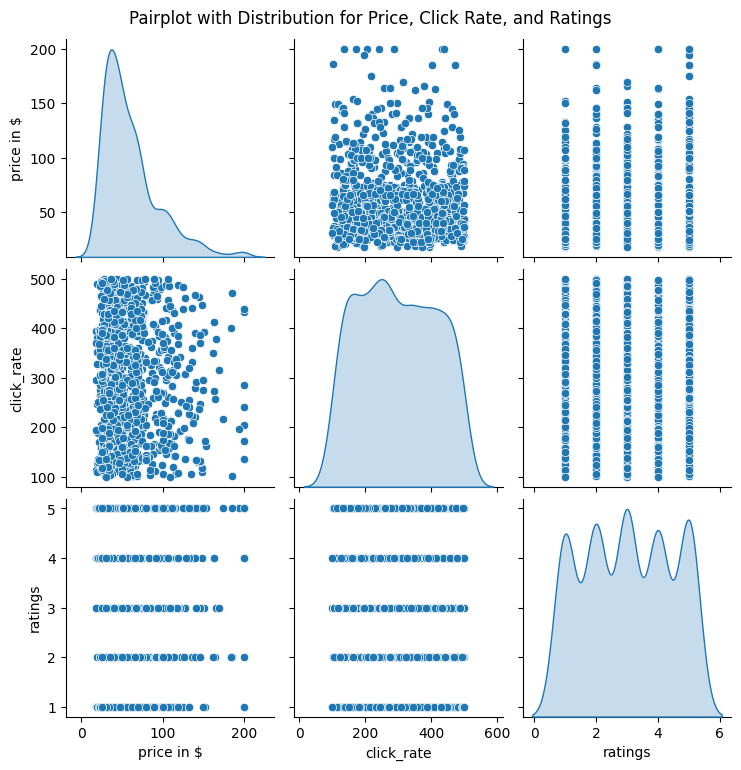 Pairplot with Distribution for Price, Click Rate, and Ratings
200
150
100
50
price in $
500
400
300
200
100
click_rate
5
4
3
2
1
ratings
0 100 200
price in $
0 200 400 600
click_rate
0 2 4 6
ratings